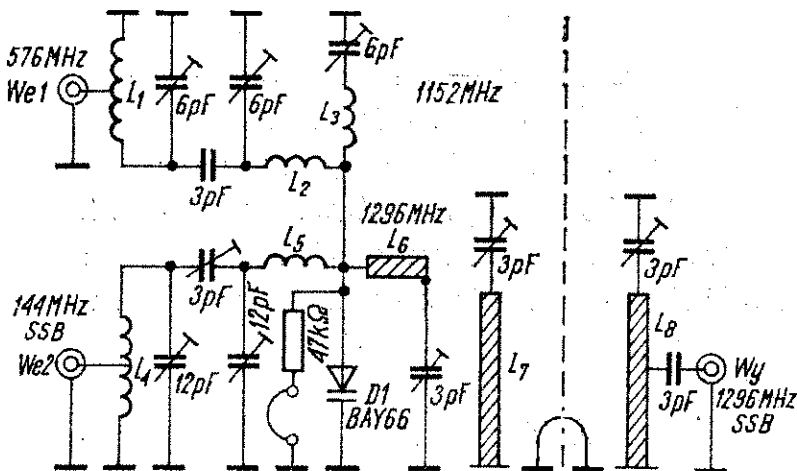 576MHz
We1
L1
6pF
6pF
6pF
L3
1152MHz
3pF
L2
1296MHz
L6
L5
3pF
3pF
3pF
144MHz
SSB
We2
L4
12pF
12pF
47kΩ
D1
BAY66
3pF
L7
L8
3pF
Wy
1296MHz
SSB